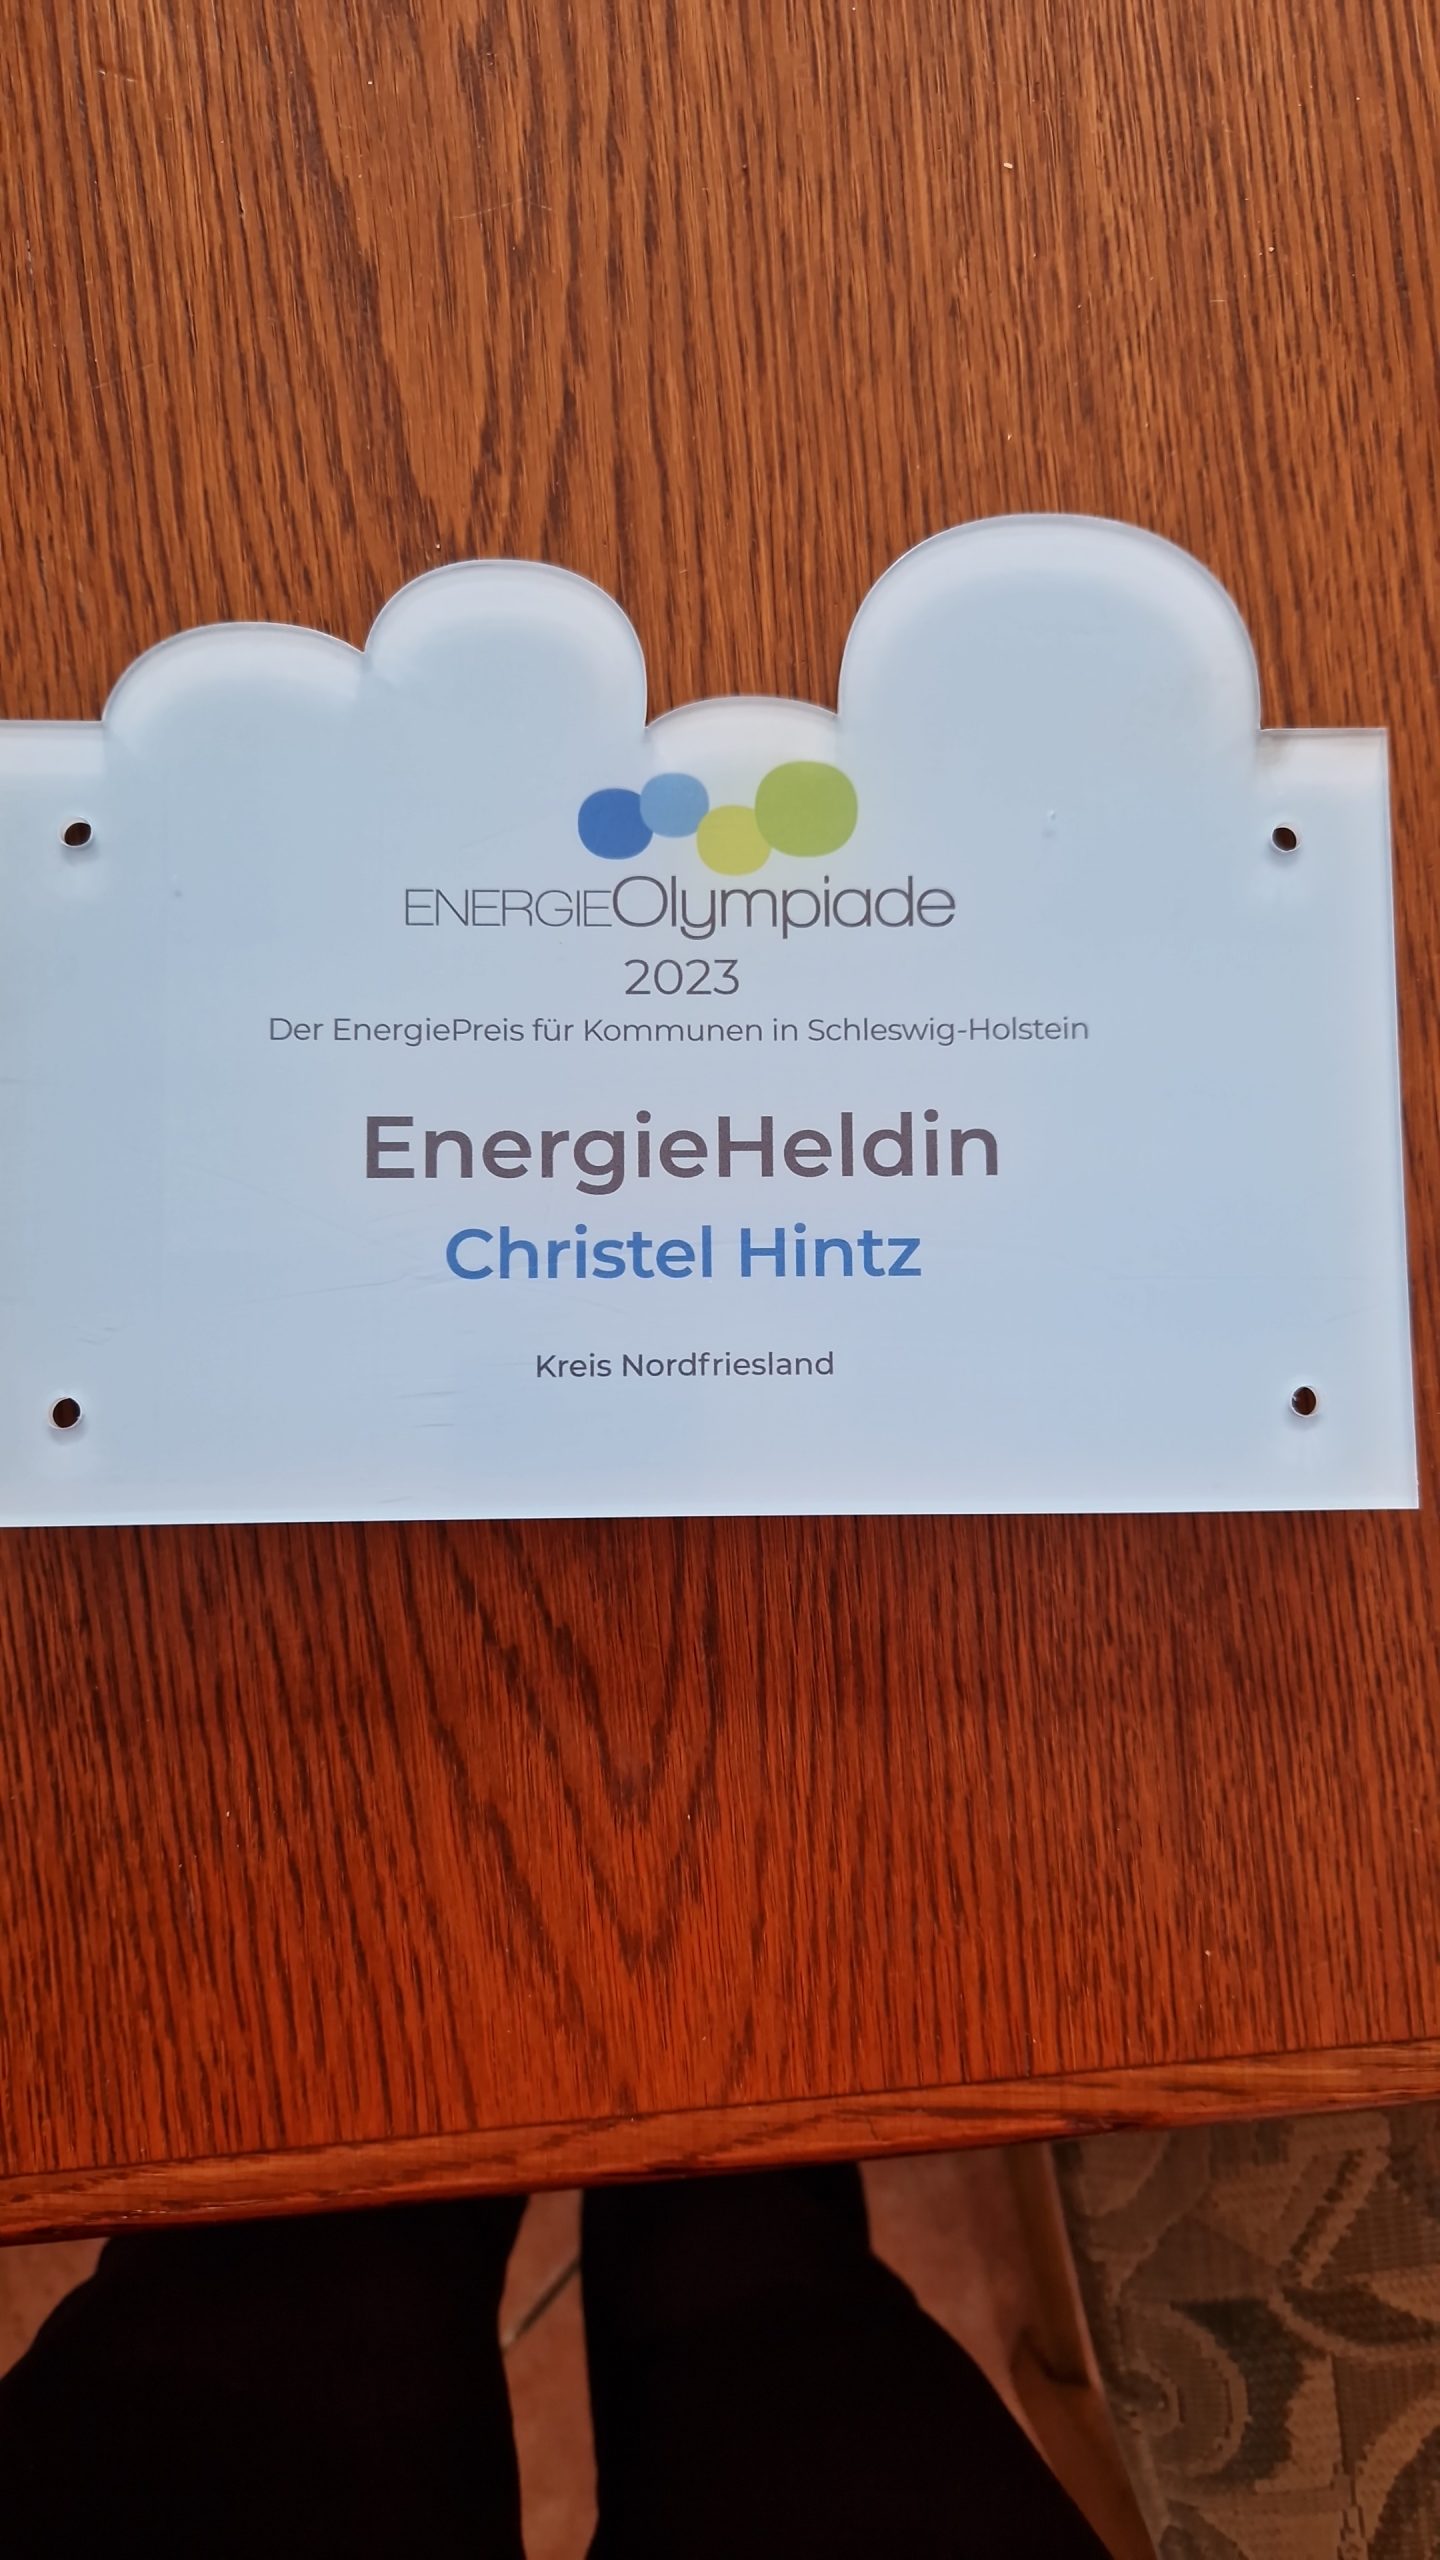 ENERGIEOlympiade
2023
Der EnergiePreis für Kommunen in Schleswig-Holstein
EnergieHeldin
Christel Hintz
Kreis Nordfriesland